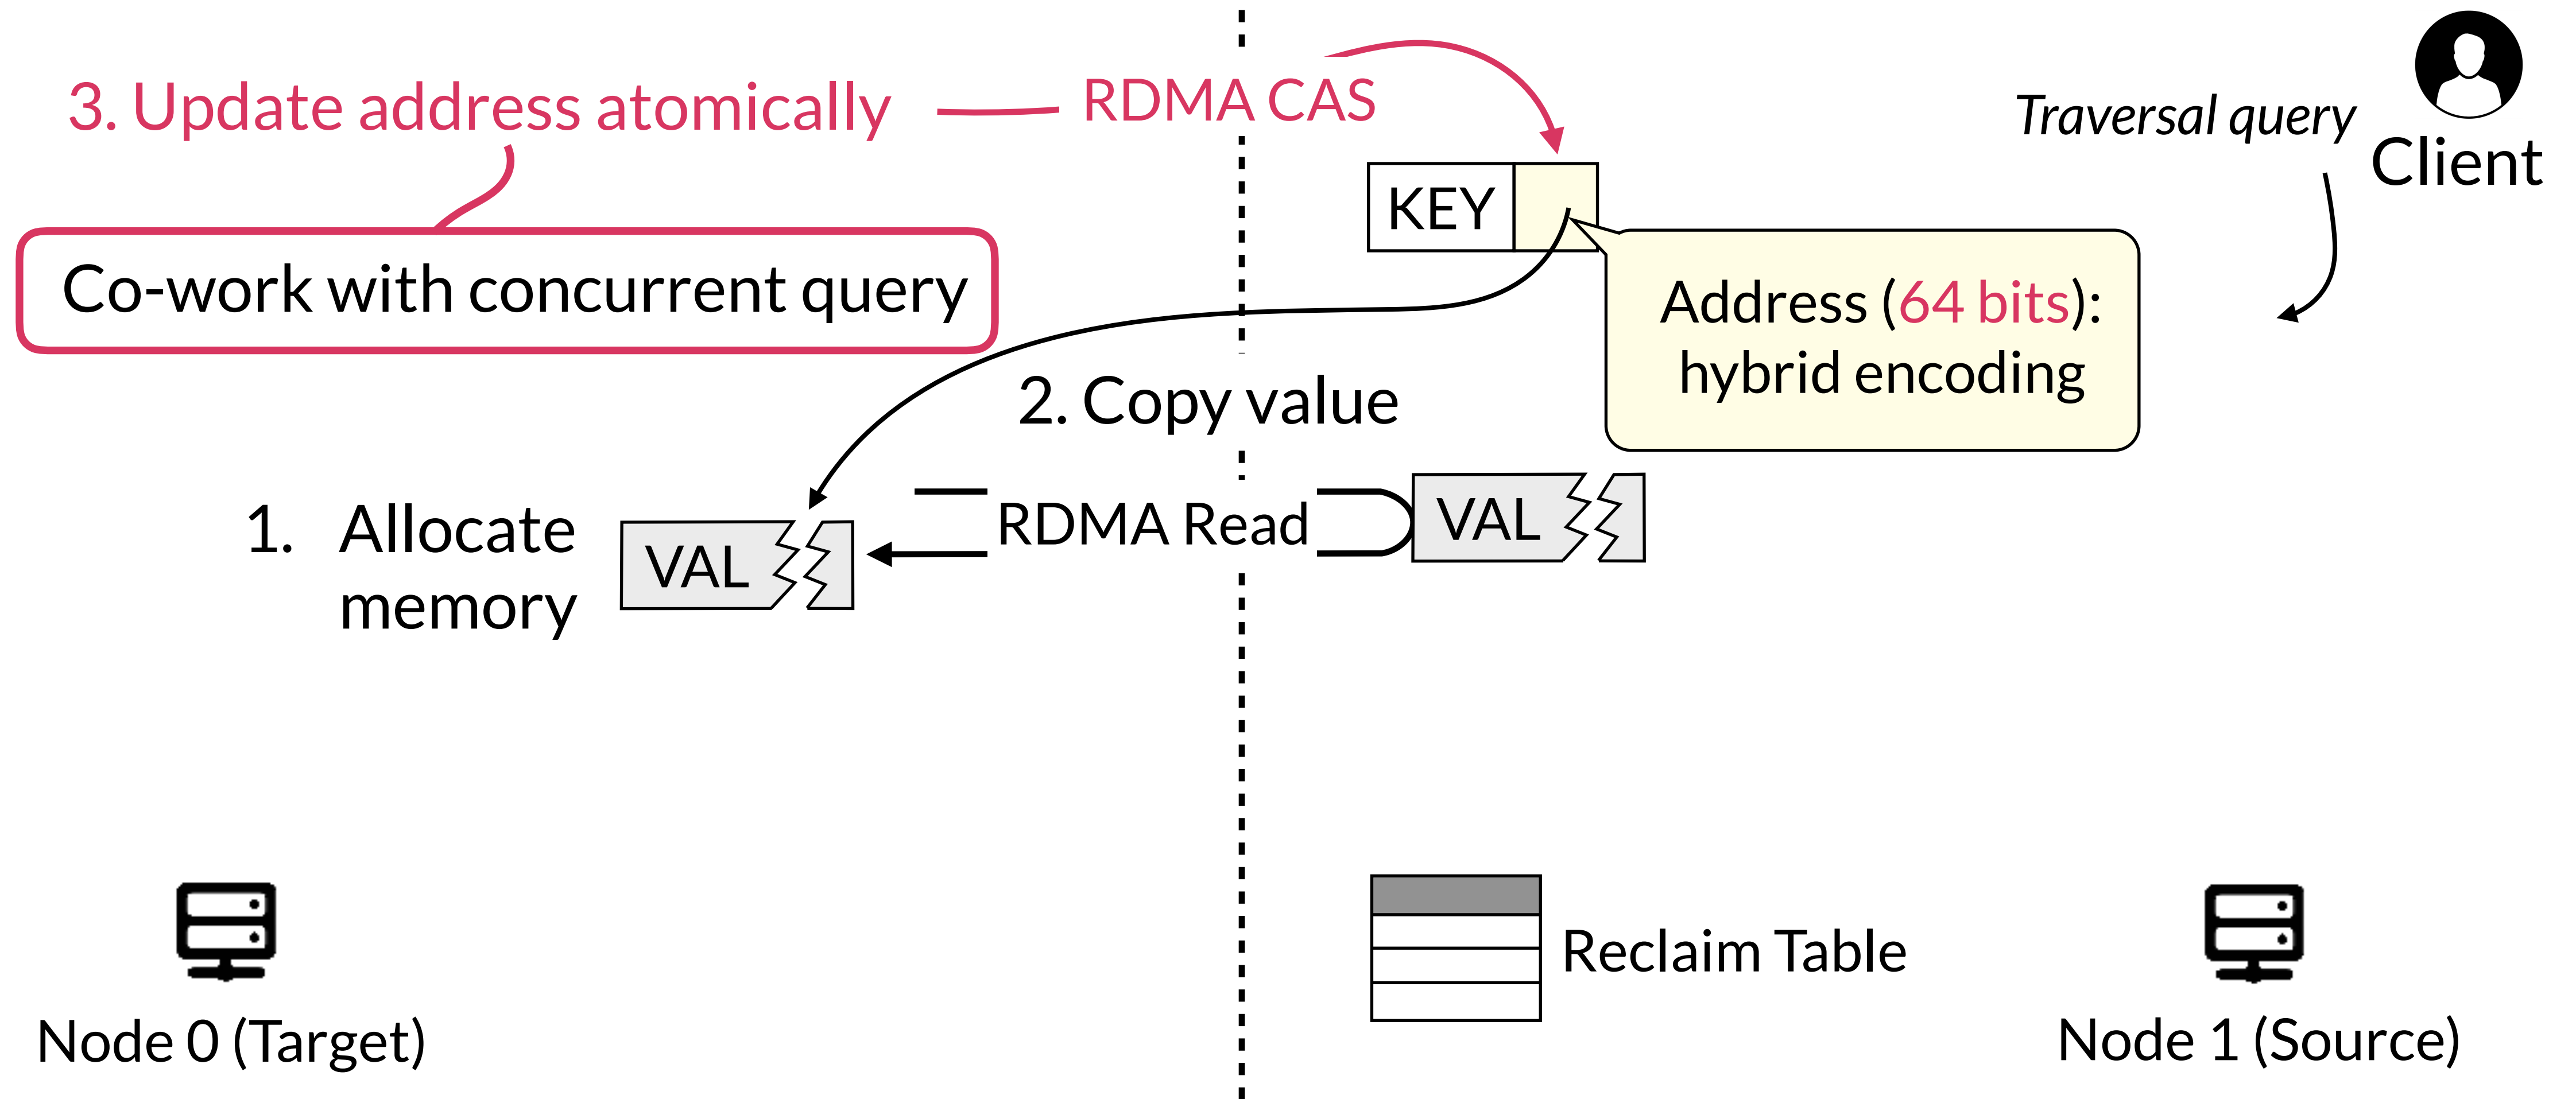 3. Update address atomically
RDMA CAS
Traversal query
Client
KEY
Co-work with concurrent query
Address (64 bits):
hybrid encoding
2. Copy value
1. Allocate
memory
VAL
RDMA Read
VAL
Reclaim Table
Node 0 (Target)
Node 1 (Source)